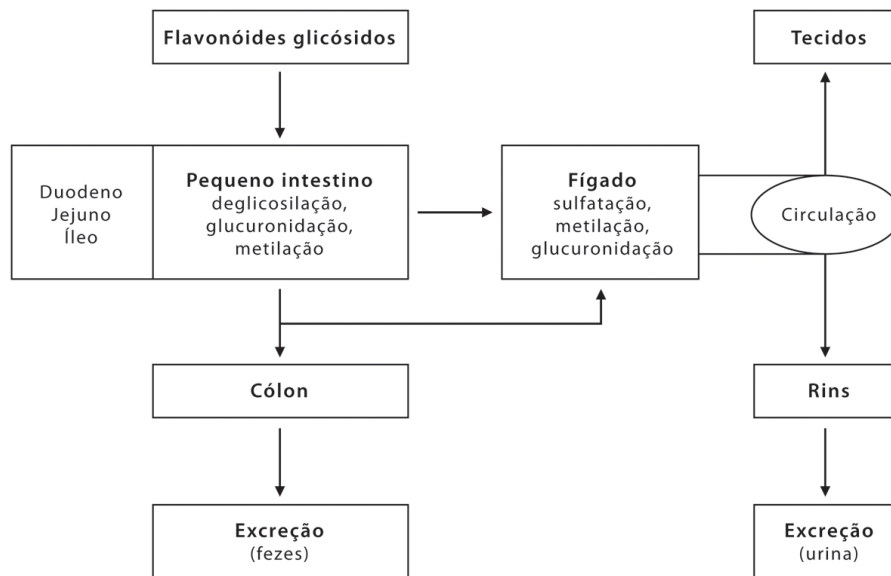 Flavonóides glicósidos
Tecidos
Duodeno
Jejuno
Íleo
Pequeno intestino
deglicosilação,
glucuronidação,
metilação
Fígado
sulfatação,
metilação,
glucuronidação
Circulação
Cólon
Rins
Excreção
(fezes)
Excreção
(urina)